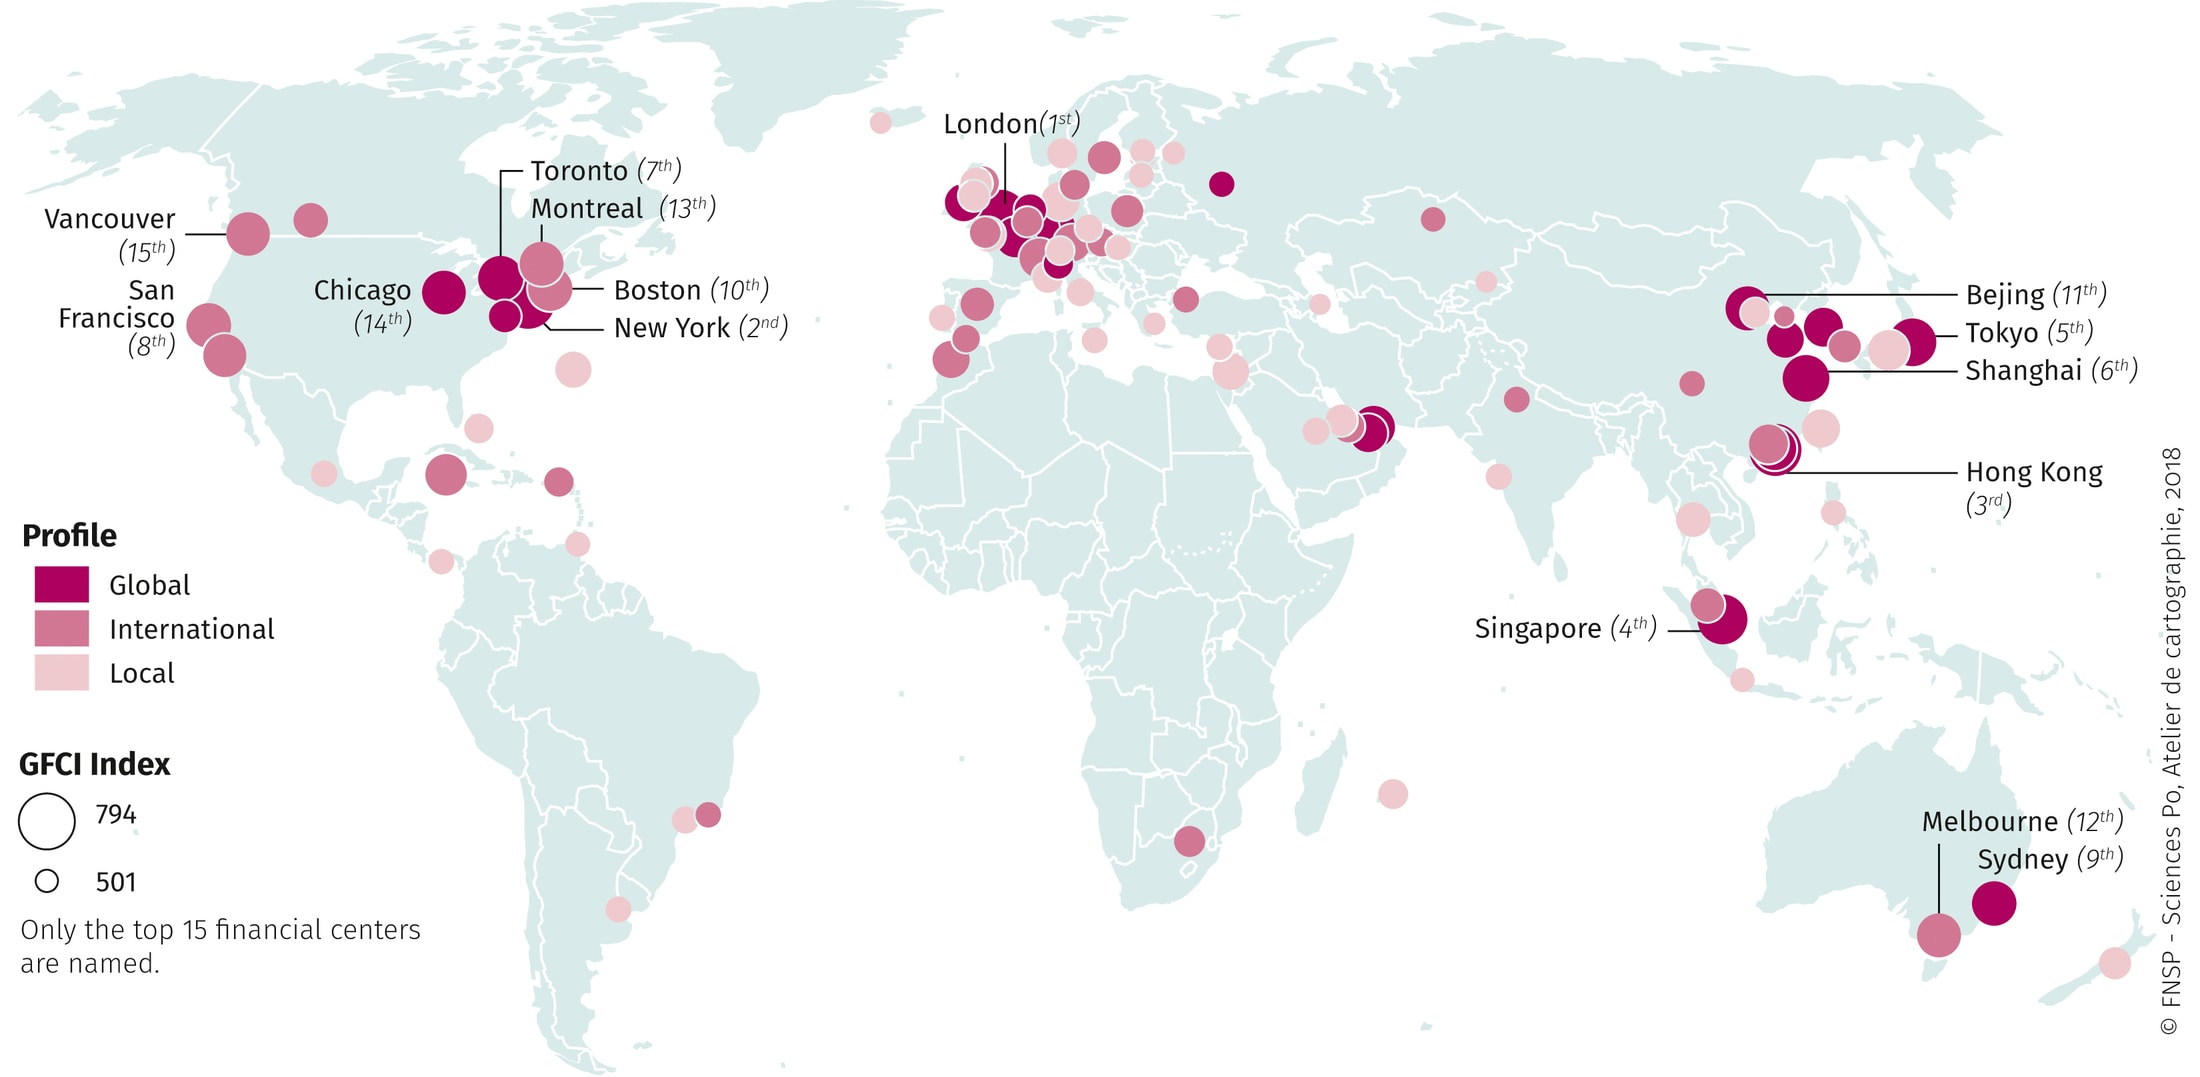 London(1st)
Toronto (7th)
Montreal (13th)
Vancouver
(15th)
San
Francisco
(8th)
Chicago
(14th)
Boston (10th)
New York (2nd)
Bejing (11th)
Tokyo (5th)
Shanghai (6th)
Hong Kong
(3rd)
Singapore (4th)
Melbourne (12th)
Sydney (9th)
Profile
Global
International
Local
GFCI Index
794
501
Only the top 15 financial centers
are named.
© FNSP - Sciences Po, Atelier de cartographie, 2018